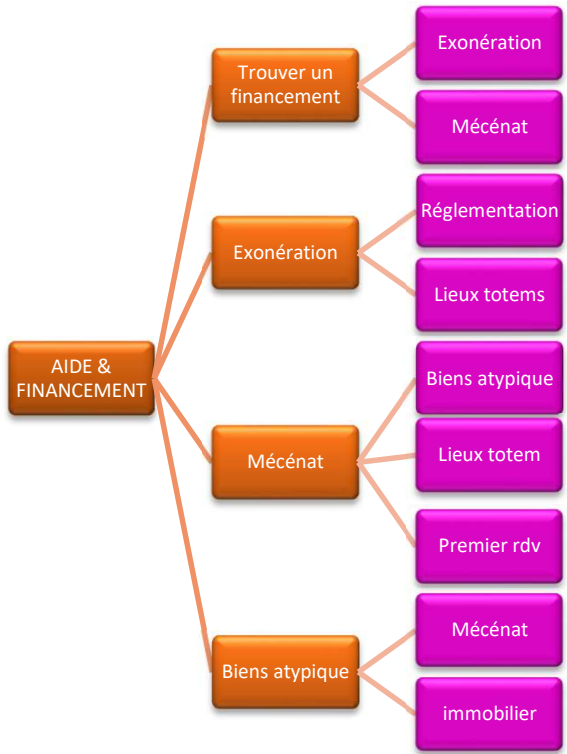 AIDE &
FINANCEMENT
Trouver un
financement
Exonération
Mécénat
Exonération
Réglementation
Lieux totems
Mécénat
Biens atypique
Lieux totem
Premier rdv
Biens atypique
Mécénat
immobilier